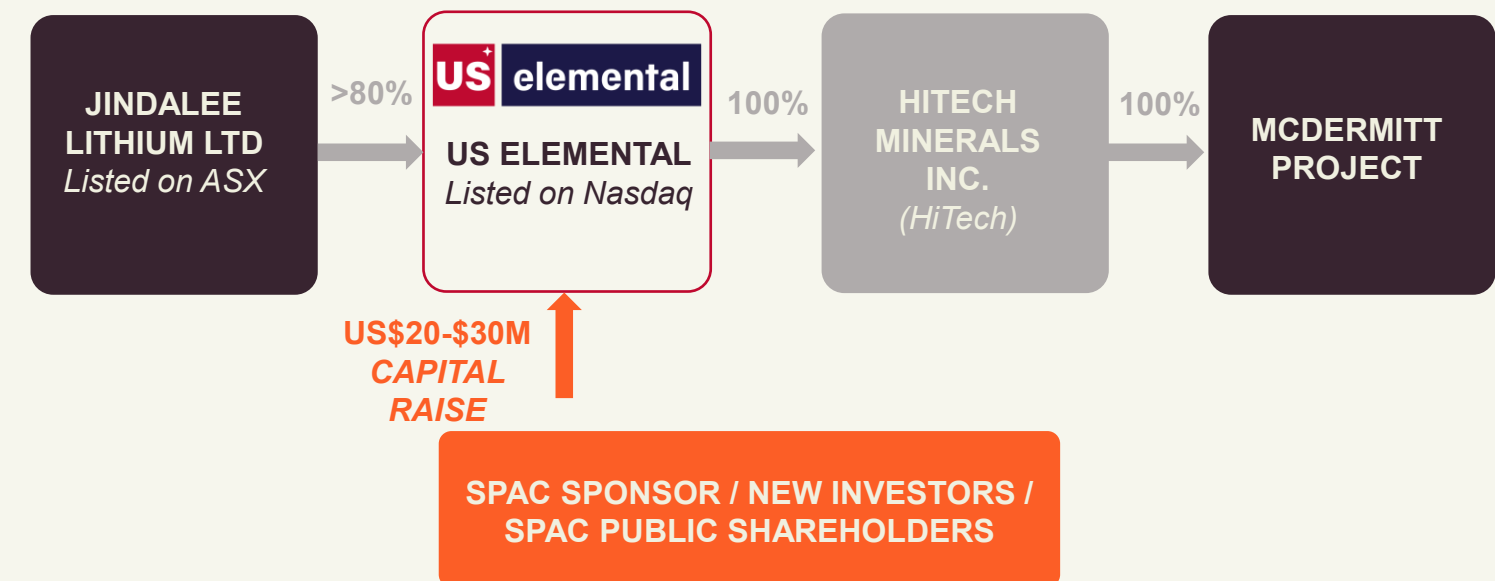 JINDALEE
LITHIUM LTD
Listed on ASX
>80%
US elemental
US ELEMENTAL
Listed on Nasdaq
100%
HITECH
MINERALS
INC.
(HiTech)
100%
MCDERMITT
PROJECT
US$20-$30M
CAPITAL
RAISE
SPAC SPONSOR / NEW INVESTORS /
SPAC PUBLIC SHAREHOLDERS